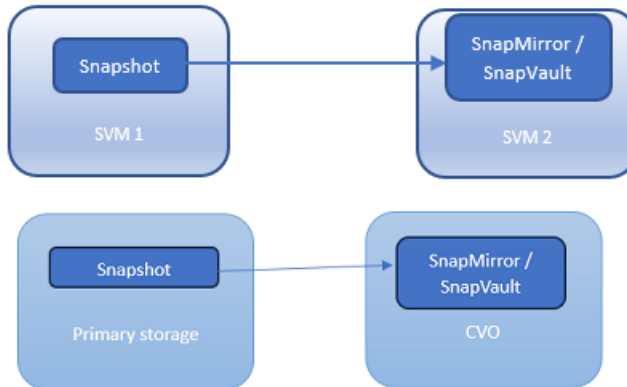 Snapshot
SnapMirror /
SnapVault
SVM 1
SVM 2
Snapshot
SnapMirror /
SnapVault
Primary storage
CVO